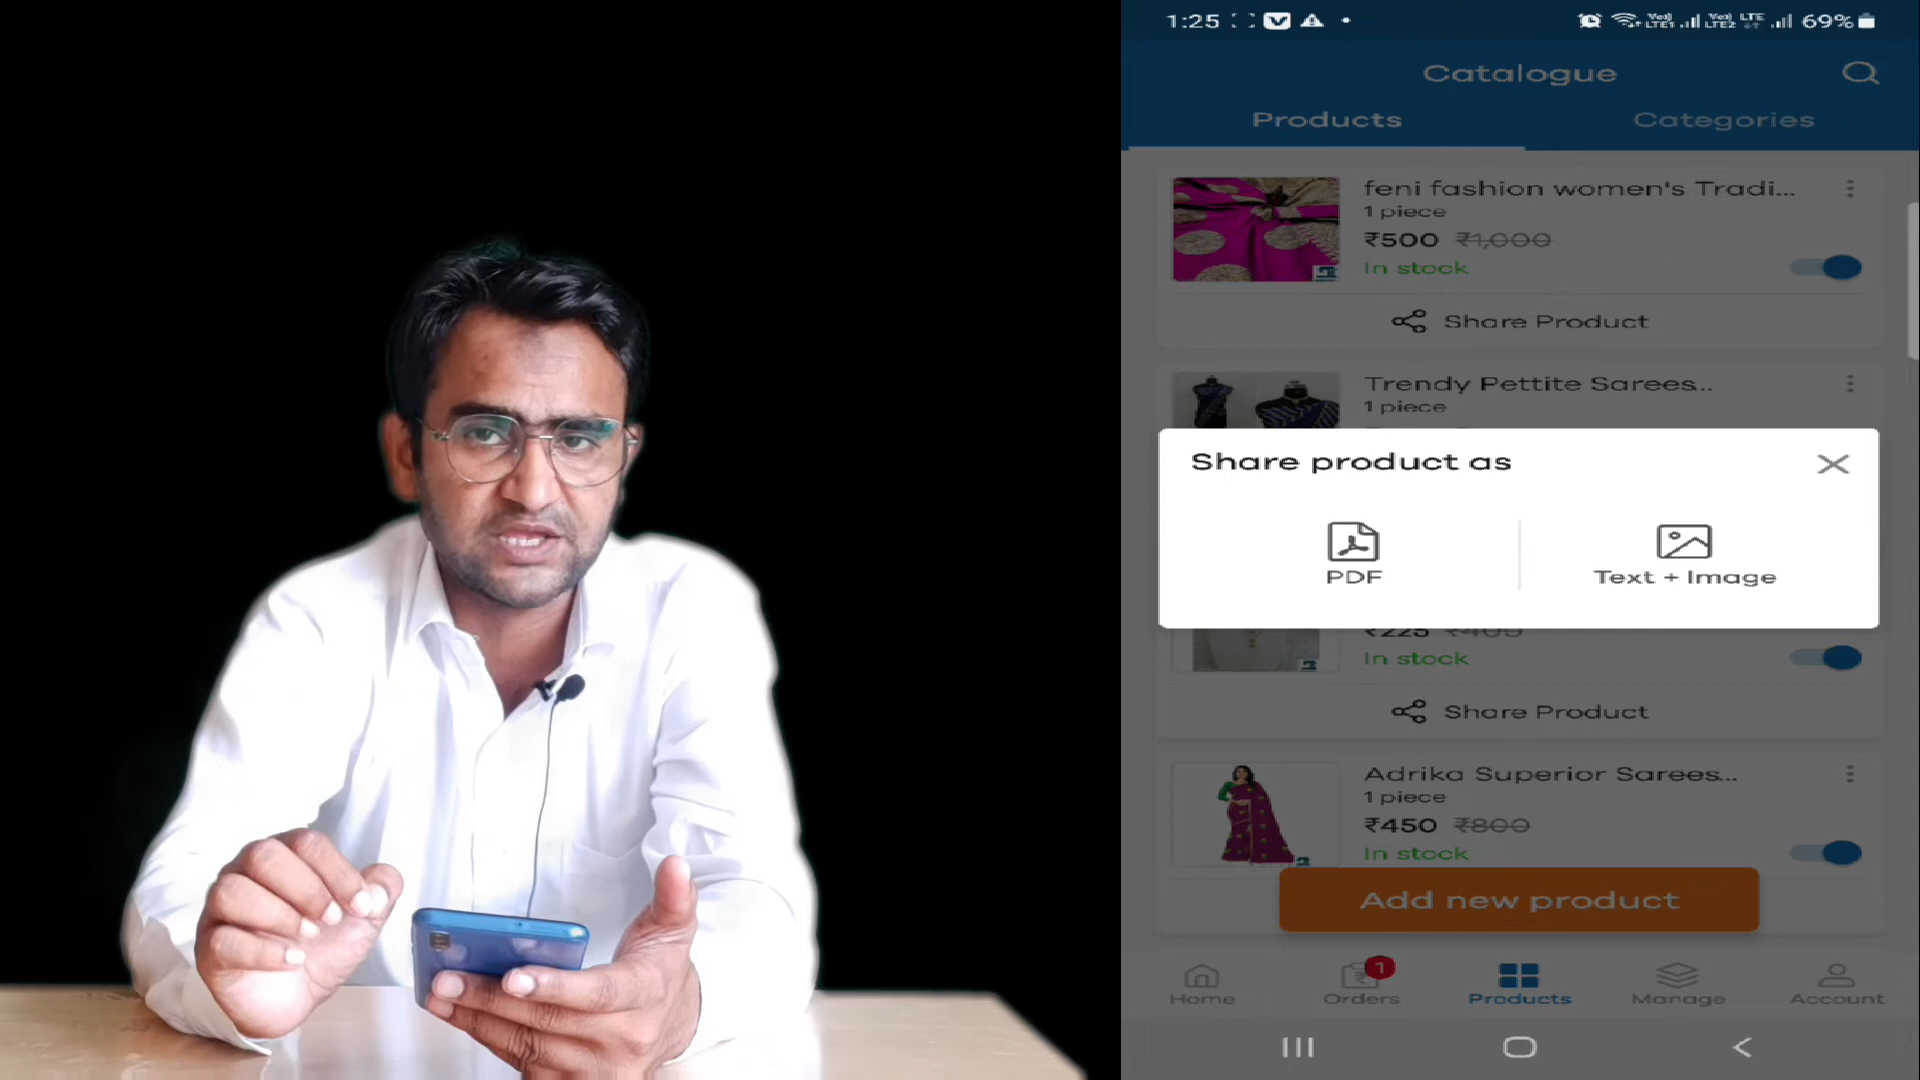 1:25
69%
Catalogue
Products
Categories
feni fashion women's Tradi...
1 piece
₹500 ₹1,000
In stock
Share Product
Trendy Pettite Sarees...
1 piece
Share product as
PDF
Text + Image
₹225 ₹400
In stock
Share Product
Adrika Superior Sarees...
1 piece
₹450 ₹800
In stock
Add new product
1
Home
Orders
Products
Manage
Account